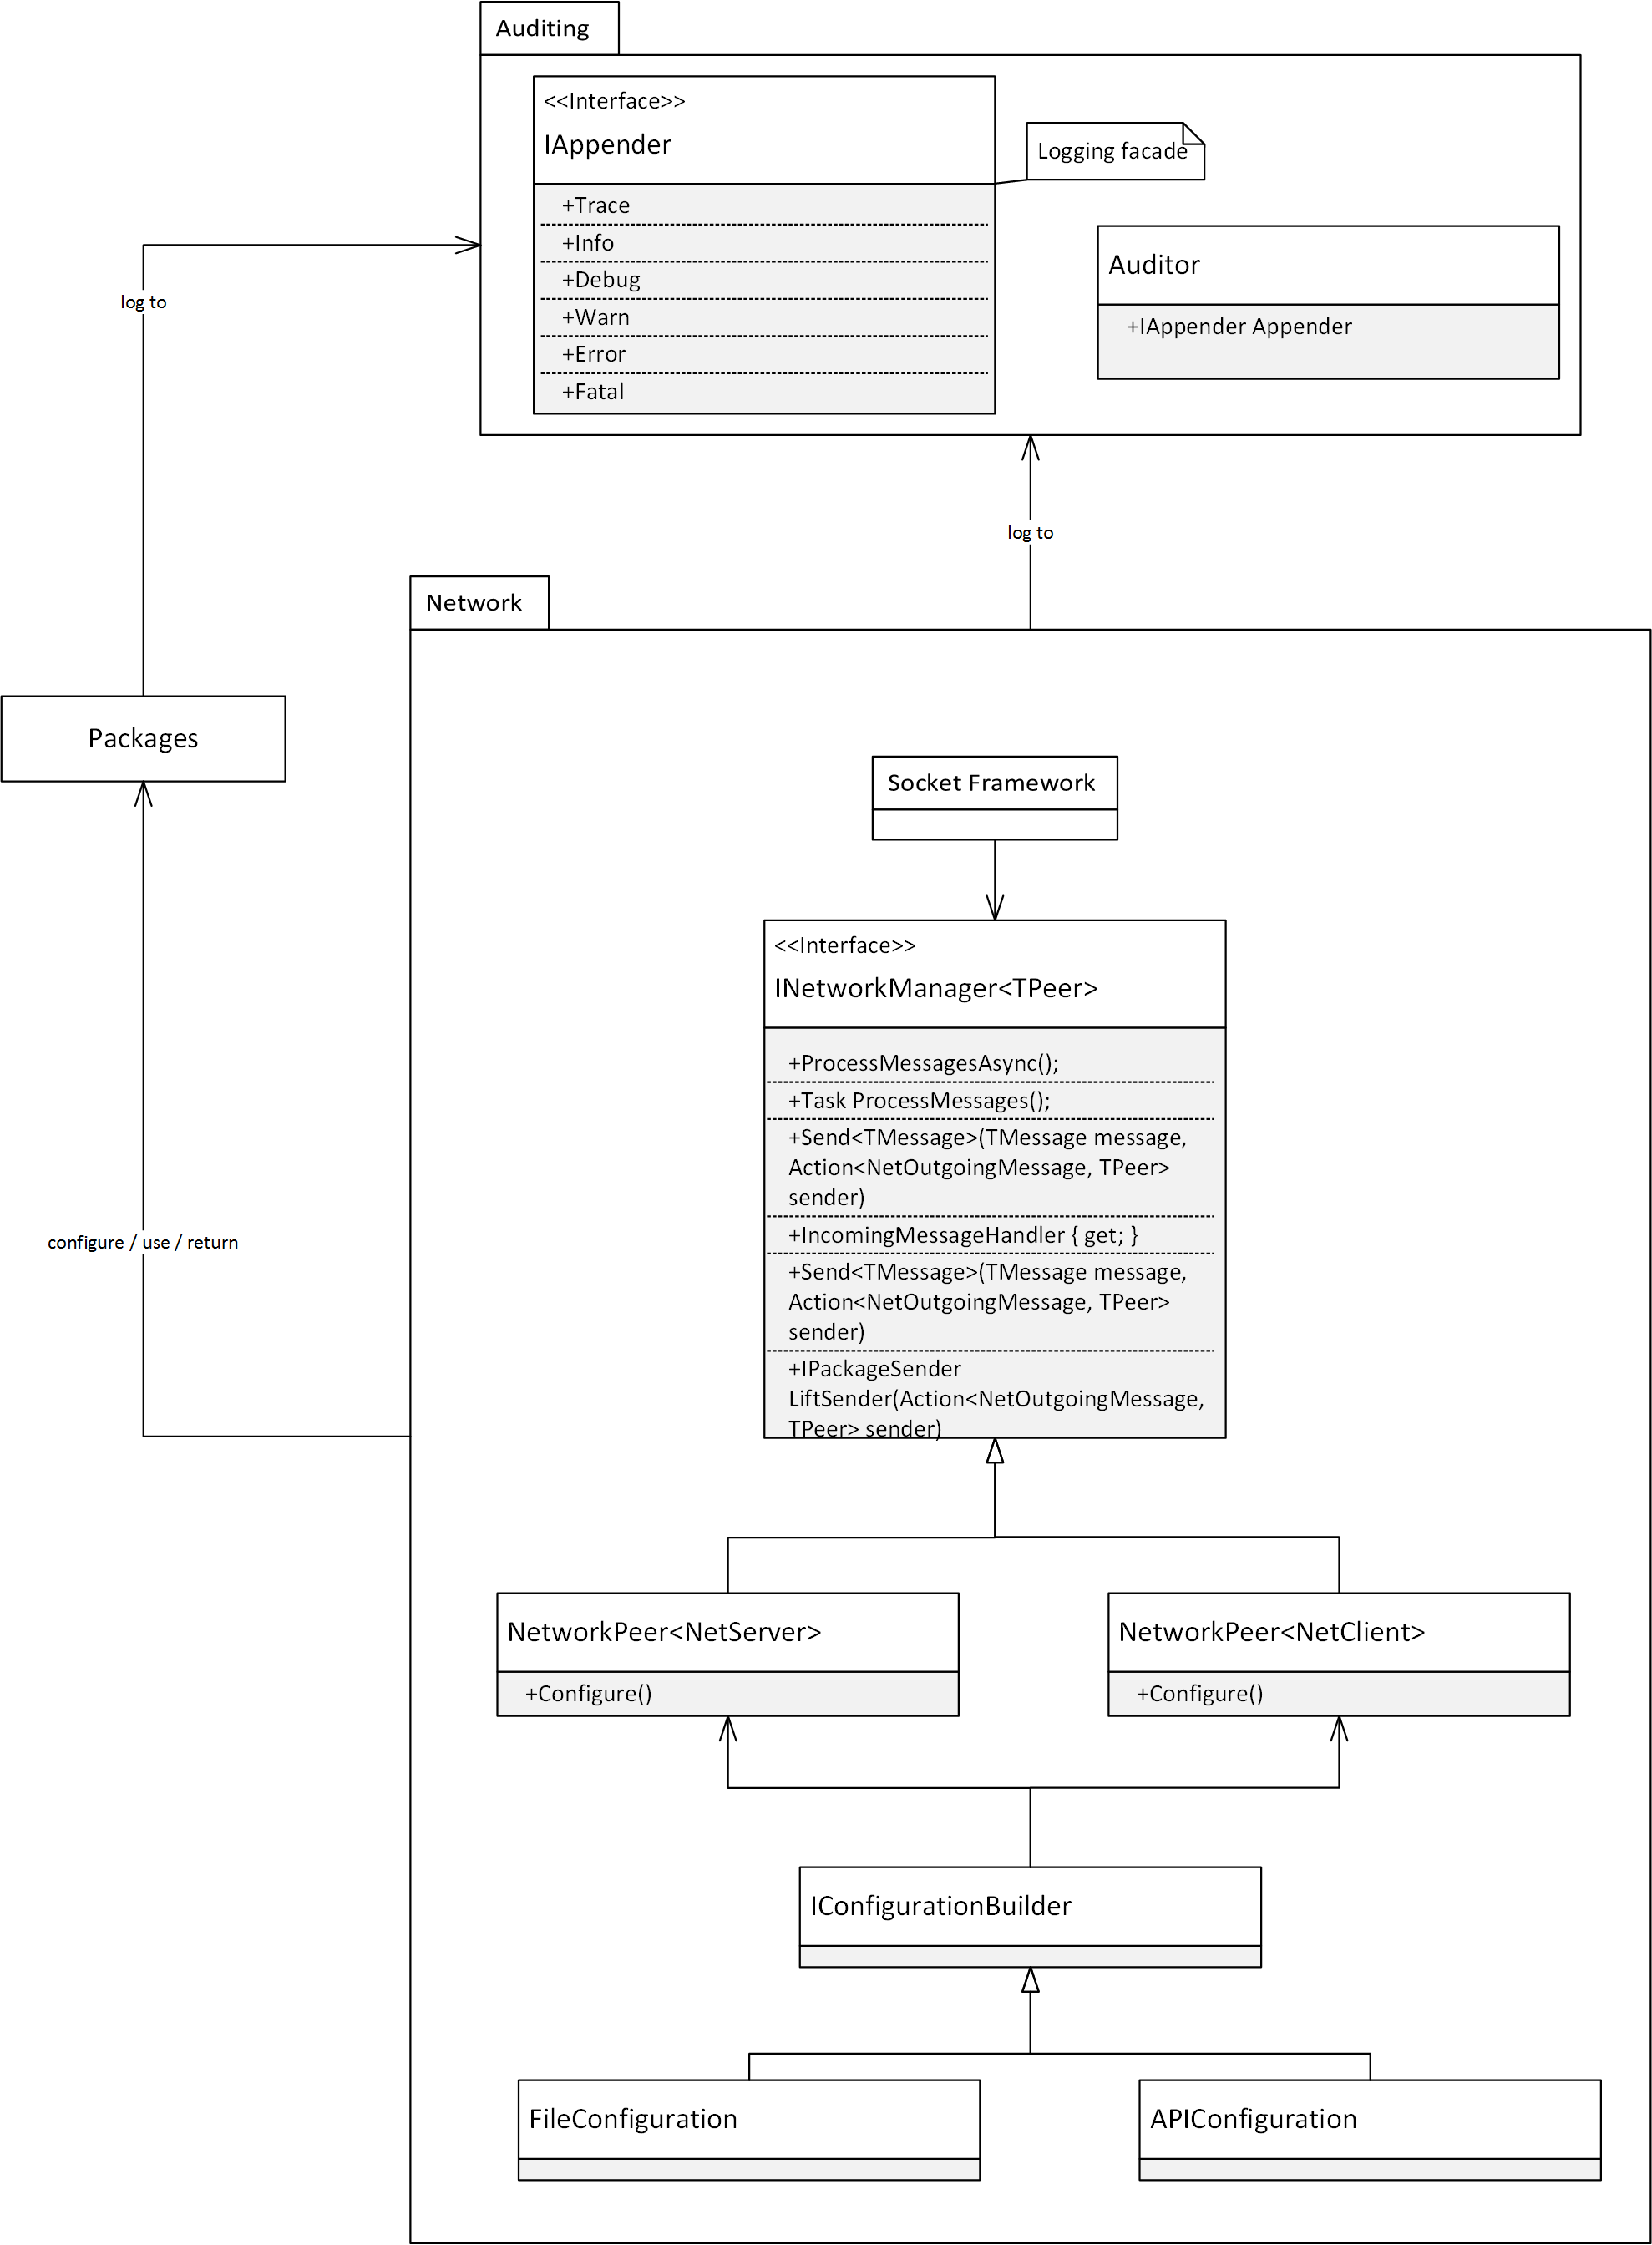 Auditing
<<Interface>>
IAppender
Logging facade
+Trace
+Info
+Debug
+Warn
+Error
+Fatal
Auditor
+IAppender Appender
log to
log to
Network
Packages
Socket Framework
<<Interface>>
INetworkManager<TPeer>
+ProcessMessagesAsync();
+Task ProcessMessages();
+Send<TMessage>(TMessage message,
Action<NetOutgoingMessage, TPeer>
sender)
+IncomingMessageHandler { get; }
+Send<TMessage>(TMessage message,
Action<NetOutgoingMessage, TPeer>
sender)
+IPackageSender
LiftSender(Action<NetOutgoingMessage,
TPeer> sender)
configure / use / return
NetworkPeer<NetServer>
+Configure()
NetworkPeer<NetClient>
+Configure()
IConfigurationBuilder
FileConfiguration
APIConfiguration